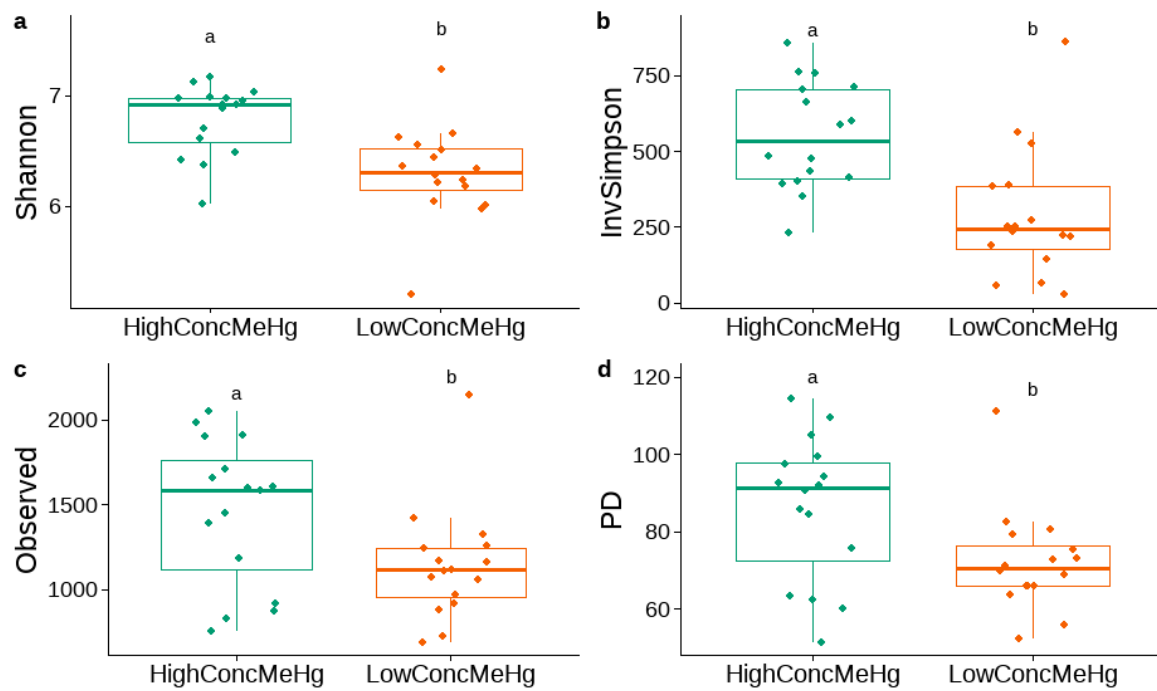 a
a
b
Shannon
7
6
HighConcMeHg
LowConcMeHg
b
a
b
InvSimpson
750
500
250
0
HighConcMeHg
LowConcMeHg
c
a
b
Observed
2000
1500
1000
HighConcMeHg
LowConcMeHg
d
a
b
PD
120
100
80
60
HighConcMeHg
LowConcMeHg